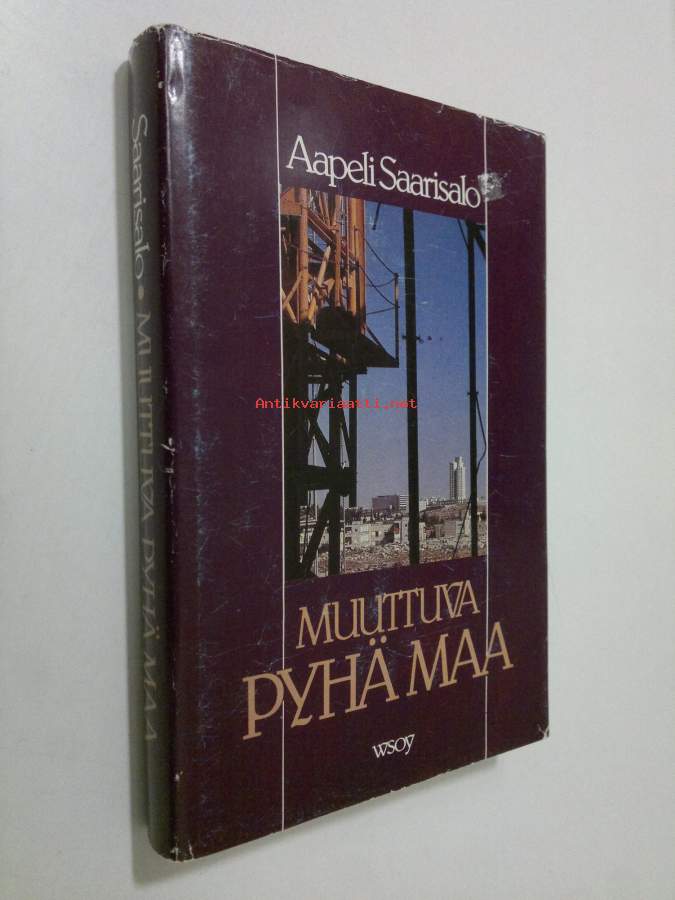 Aapeli Saarisalo
Antikvariaatti.net
MUUTTUVA
PYHÄ MAA
wsoy
Saarisalo • MUUTTUVA PYHÄ MAA